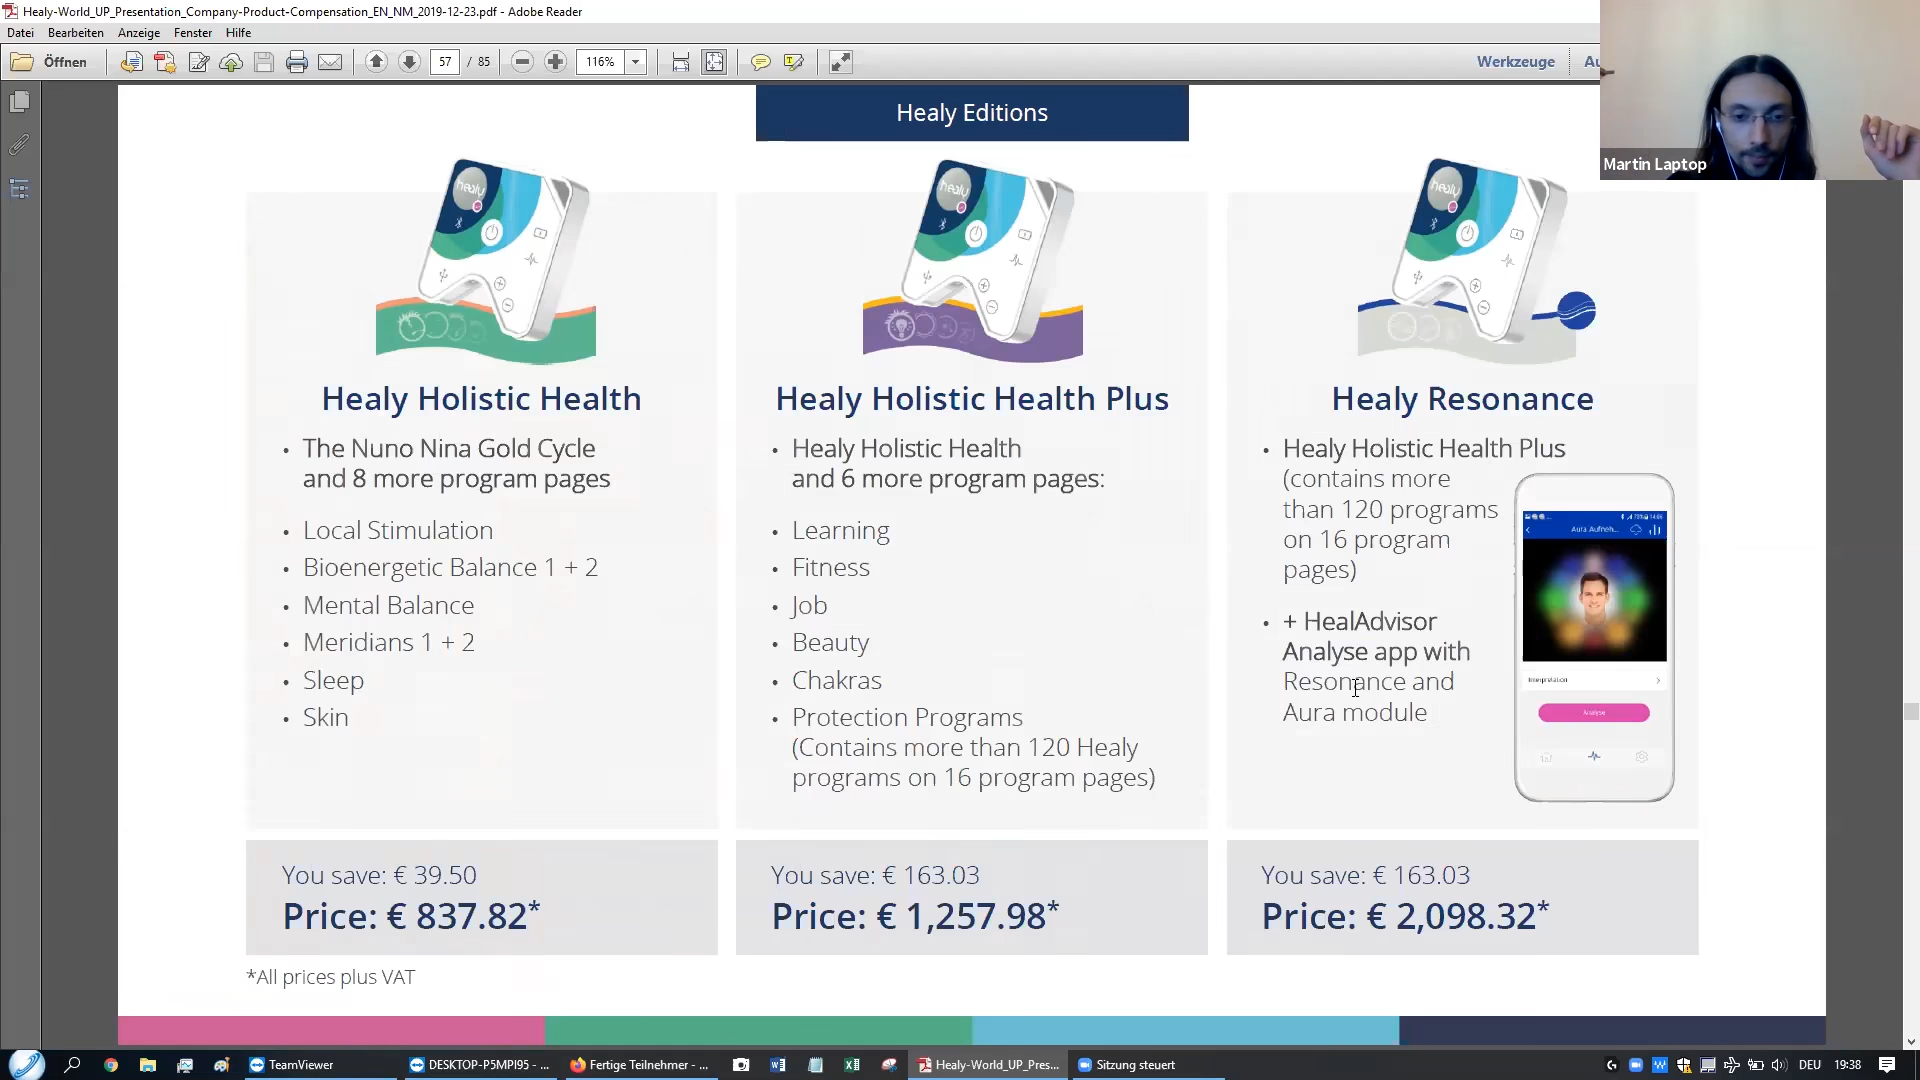 Healy-World_UP_Presentation_Company-Product-Compensation_EN_NM_2019-12-23.pdf - Adobe Reader
Datei Bearbeiten Anzeige Fenster Hilfe
Öffnen 57 / 85 116% Werkzeuge
Martin Laptop
Healy Editions
healy healy healy
Healy Holistic Health
• The Nuno Nina Gold Cycle
and 8 more program pages
• Local Stimulation
• Bioenergetic Balance 1 + 2
• Mental Balance
• Meridians 1 + 2
• Sleep
• Skin
You save: € 39.50
Price: € 837.82*
Healy Holistic Health Plus
• Healy Holistic Health
and 6 more program pages:
• Learning
• Fitness
• Job
• Beauty
• Chakras
• Protection Programs
(Contains more than 120 Healy
programs on 16 program pages)
You save: € 163.03
Price: € 1,257.98*
Healy Resonance
• Healy Holistic Health Plus
(contains more
than 120 programs
on 16 program
pages)
• + HealAdvisor
Analyse app with
Resonance and
Aura module
Aura Aufneh...
Interpretation
Analyse
You save: € 163.03
Price: € 2,098.32*
*All prices plus VAT
TeamViewer DESKTOP-P5MPI95 - ... Fertige Teilnehmer - ... Healy-World_UP_Pres... Sitzung steuert DEU 19:38